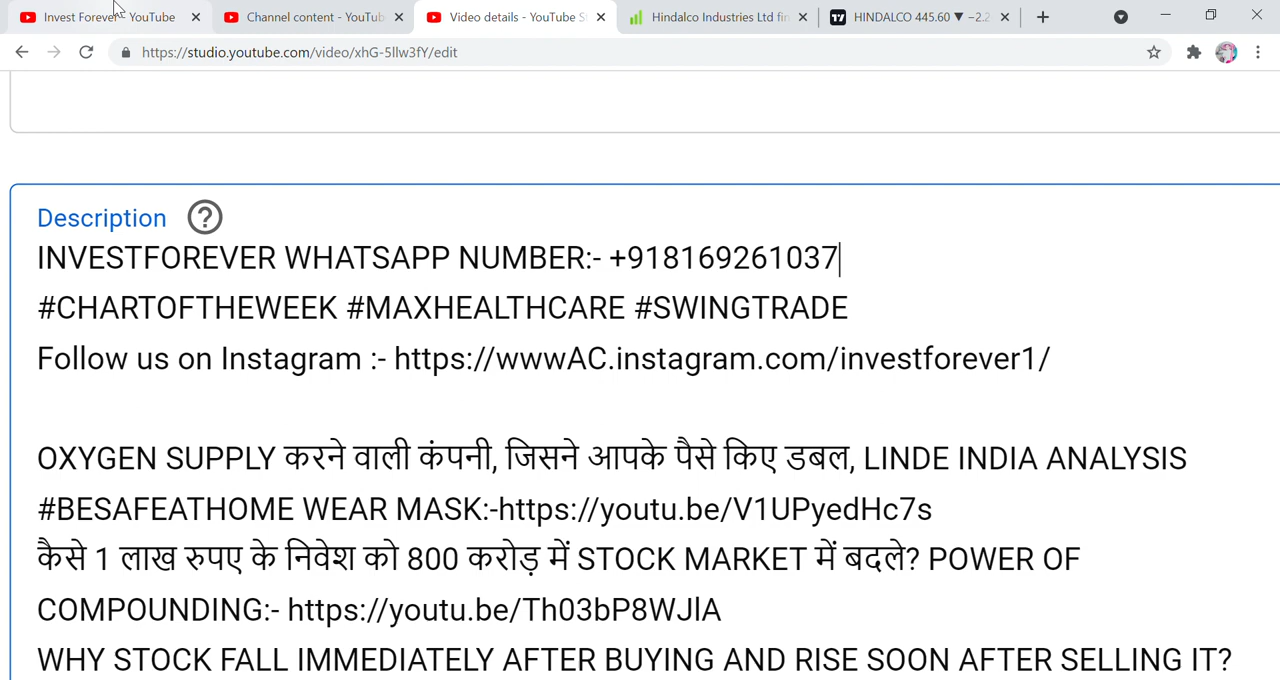 Invest Forever - YouTube
Channel content - YouTub
Video details - YouTube S
Hindalco Industries Ltd fin
HINDALCO 445.60 ▼ −2.2
https://studio.youtube.com/video/xhG-5Ilw3fY/edit
Description
INVESTFOREVER WHATSAPP NUMBER:- +918169261037
#CHARTOFTHEWEEK #MAXHEALTHCARE #SWINGTRADE
Follow us on Instagram :- https://wwwAC.instagram.com/investforever1/
OXYGEN SUPPLY करने वाली कंपनी, जिसने आपके पैसे किए डबल, LINDE INDIA ANALYSIS
#BESAFEATHOME WEAR MASK:-https://youtu.be/V1UPyedHc7s
कैसे 1 लाख रुपए के निवेश को 800 करोड़ में STOCK MARKET में बदले? POWER OF
COMPOUNDING:- https://youtu.be/Th03bP8WJlA
WHY STOCK FALL IMMEDIATELY AFTER BUYING AND RISE SOON AFTER SELLING IT?